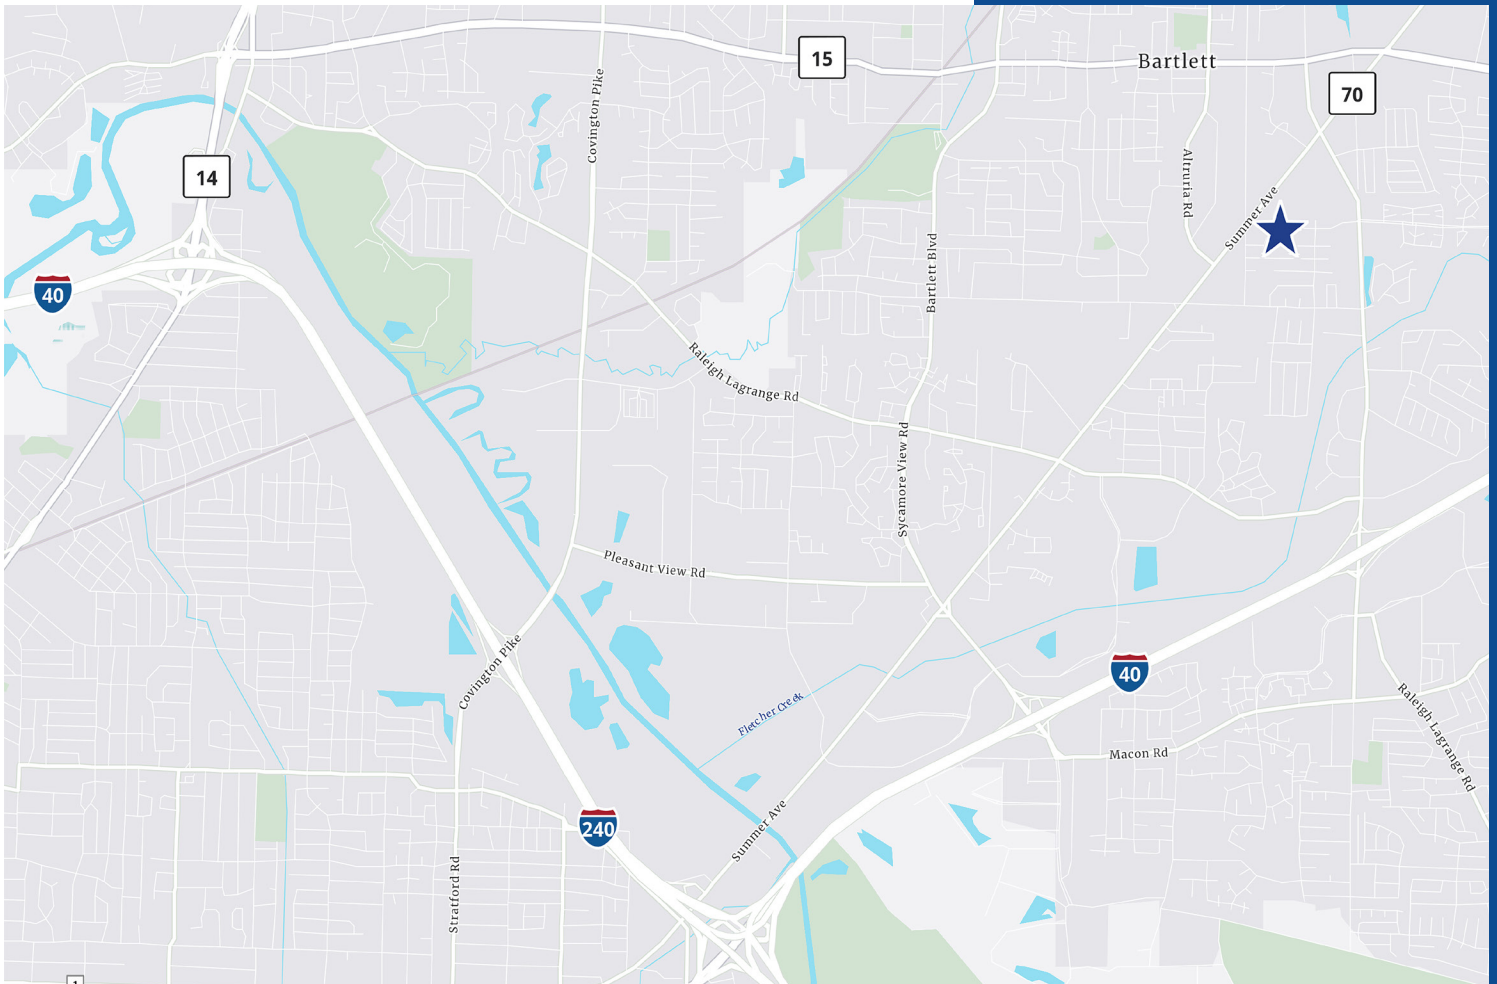 15
Bartlett
70
Covington Pike
14
Altruria Rd
Summer Ave
Bartlett Blvd
40
Raleigh Lagrange Rd
Sycamore View Rd
Pleasant View Rd
Covington Pike
40
Fletcher Creek
Raleigh Lagrange Rd
Macon Rd
240
Summer Ave
Stratford Rd
1